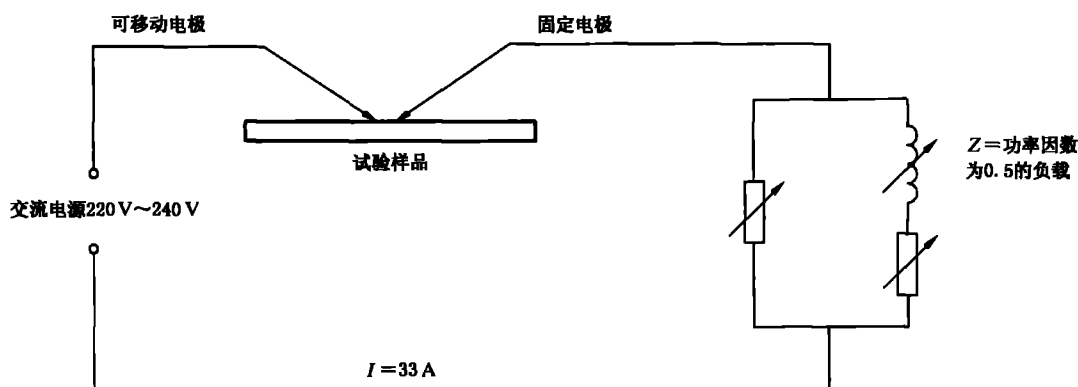 可移动电极
固定电极
试验样品
Z＝功率因数
为0.5的负载
交流电源220 V～240 V
I＝33 A